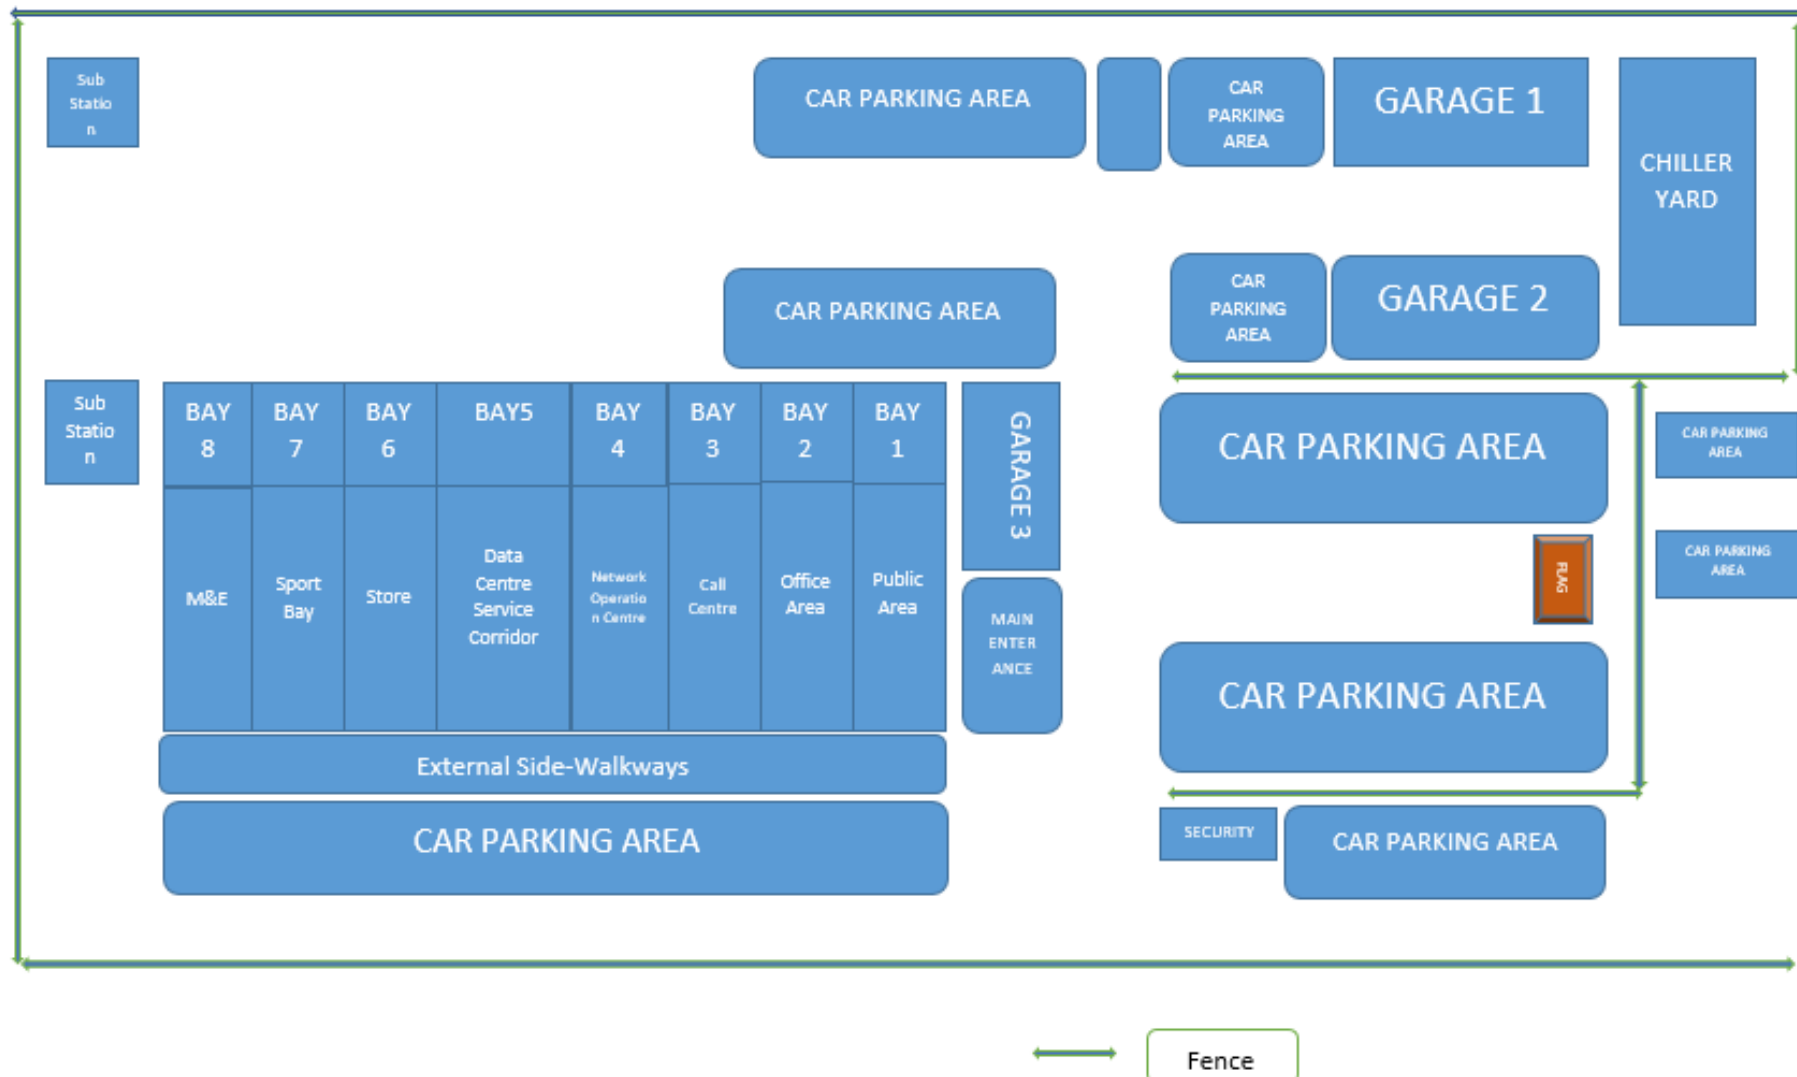 Sub
Statio
n
CAR PARKING AREA
CAR
PARKING
AREA
GARAGE 1
CHILLER
YARD
CAR PARKING AREA
CAR
PARKING
AREA
GARAGE 2
Sub
Statio
n
BAY
8
BAY
7
BAY
6
BAY5
BAY
4
BAY
3
BAY
2
BAY
1
GARAGE 3
CAR PARKING AREA
CAR PARKING
AREA
M&E
Sport
Bay
Store
Data
Centre
Service
Corridor
Network
Operatio
n Centre
Call
Centre
Office
Area
Public
Area
MAIN
ENTER
ANCE
FLAG
CAR PARKING
AREA
CAR PARKING AREA
External Side-Walkways
CAR PARKING AREA
SECURITY
CAR PARKING AREA
Fence